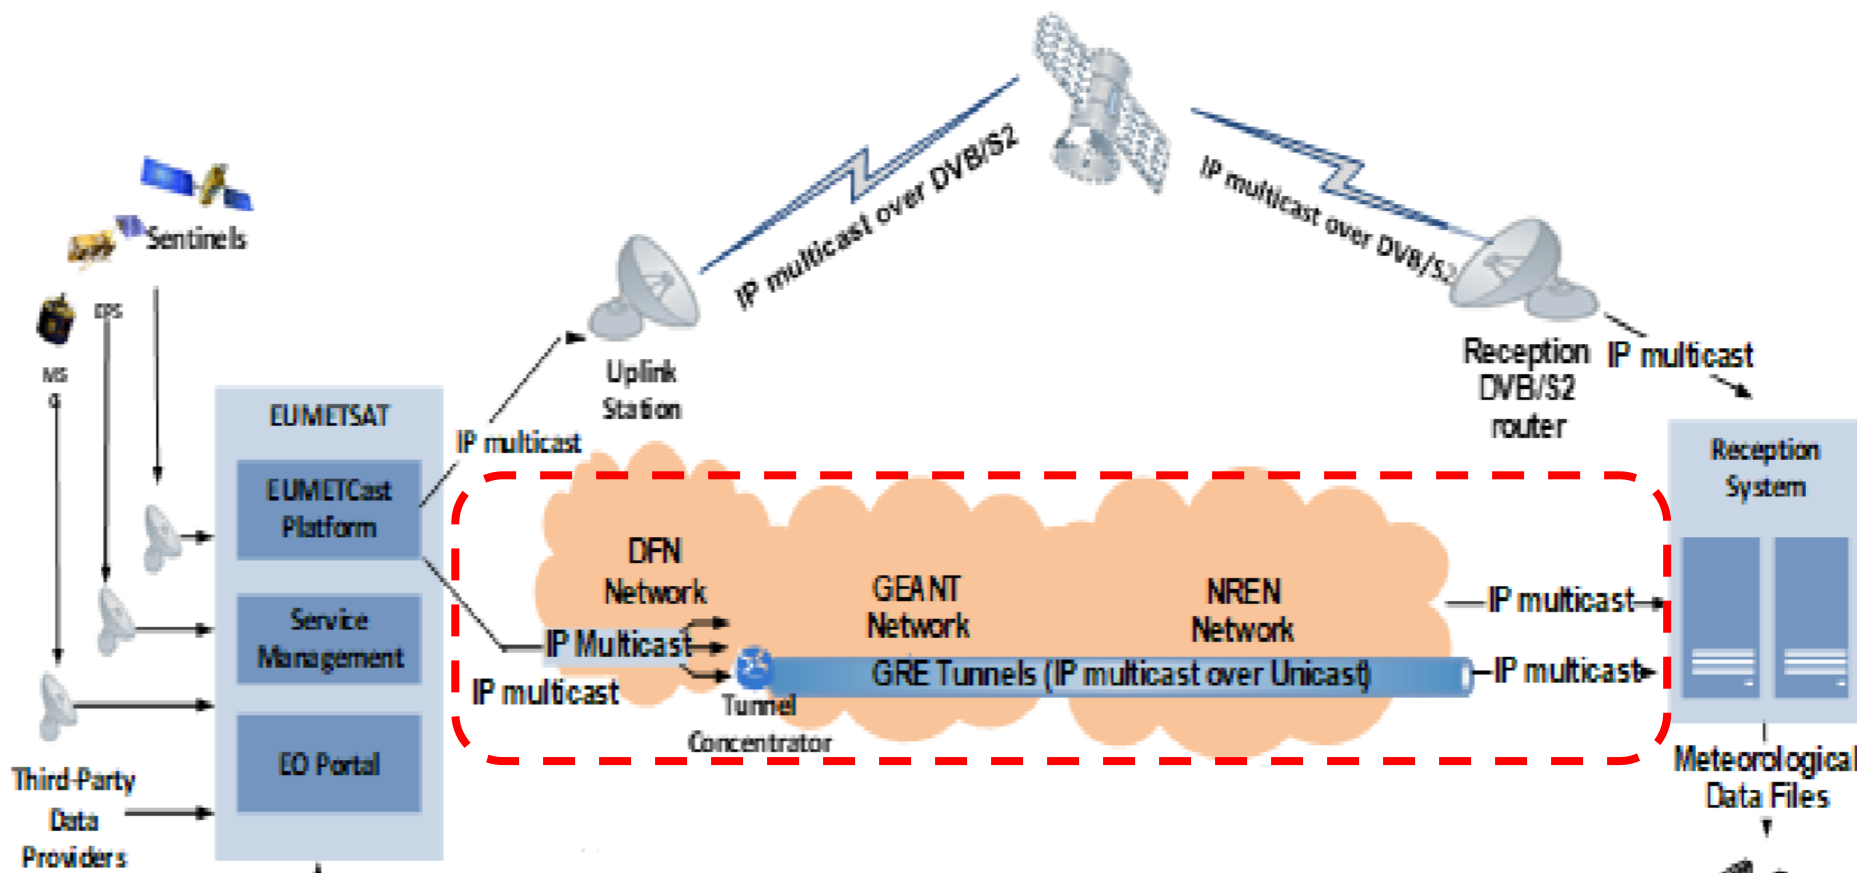 IP multicast over DVB/S2
IP multicast over DVB/S2
Sentinels
EPS
MS
G
Uplink
Station
Reception
DVB/S2
router
IP multicast
EUMETSAT
IP multicast
EUMETCast
Platform
Reception
System
DFN
Network
GEANT
Network
NREN
Network
IP multicast
Service
Management
IP Multicast
GRE Tunnels (IP multicast over Unicast)
IP multicast
IP multicast
Tunnel
Concentrator
EO Portal
Meteorological
Data Files
Third-Party
Data
Providers